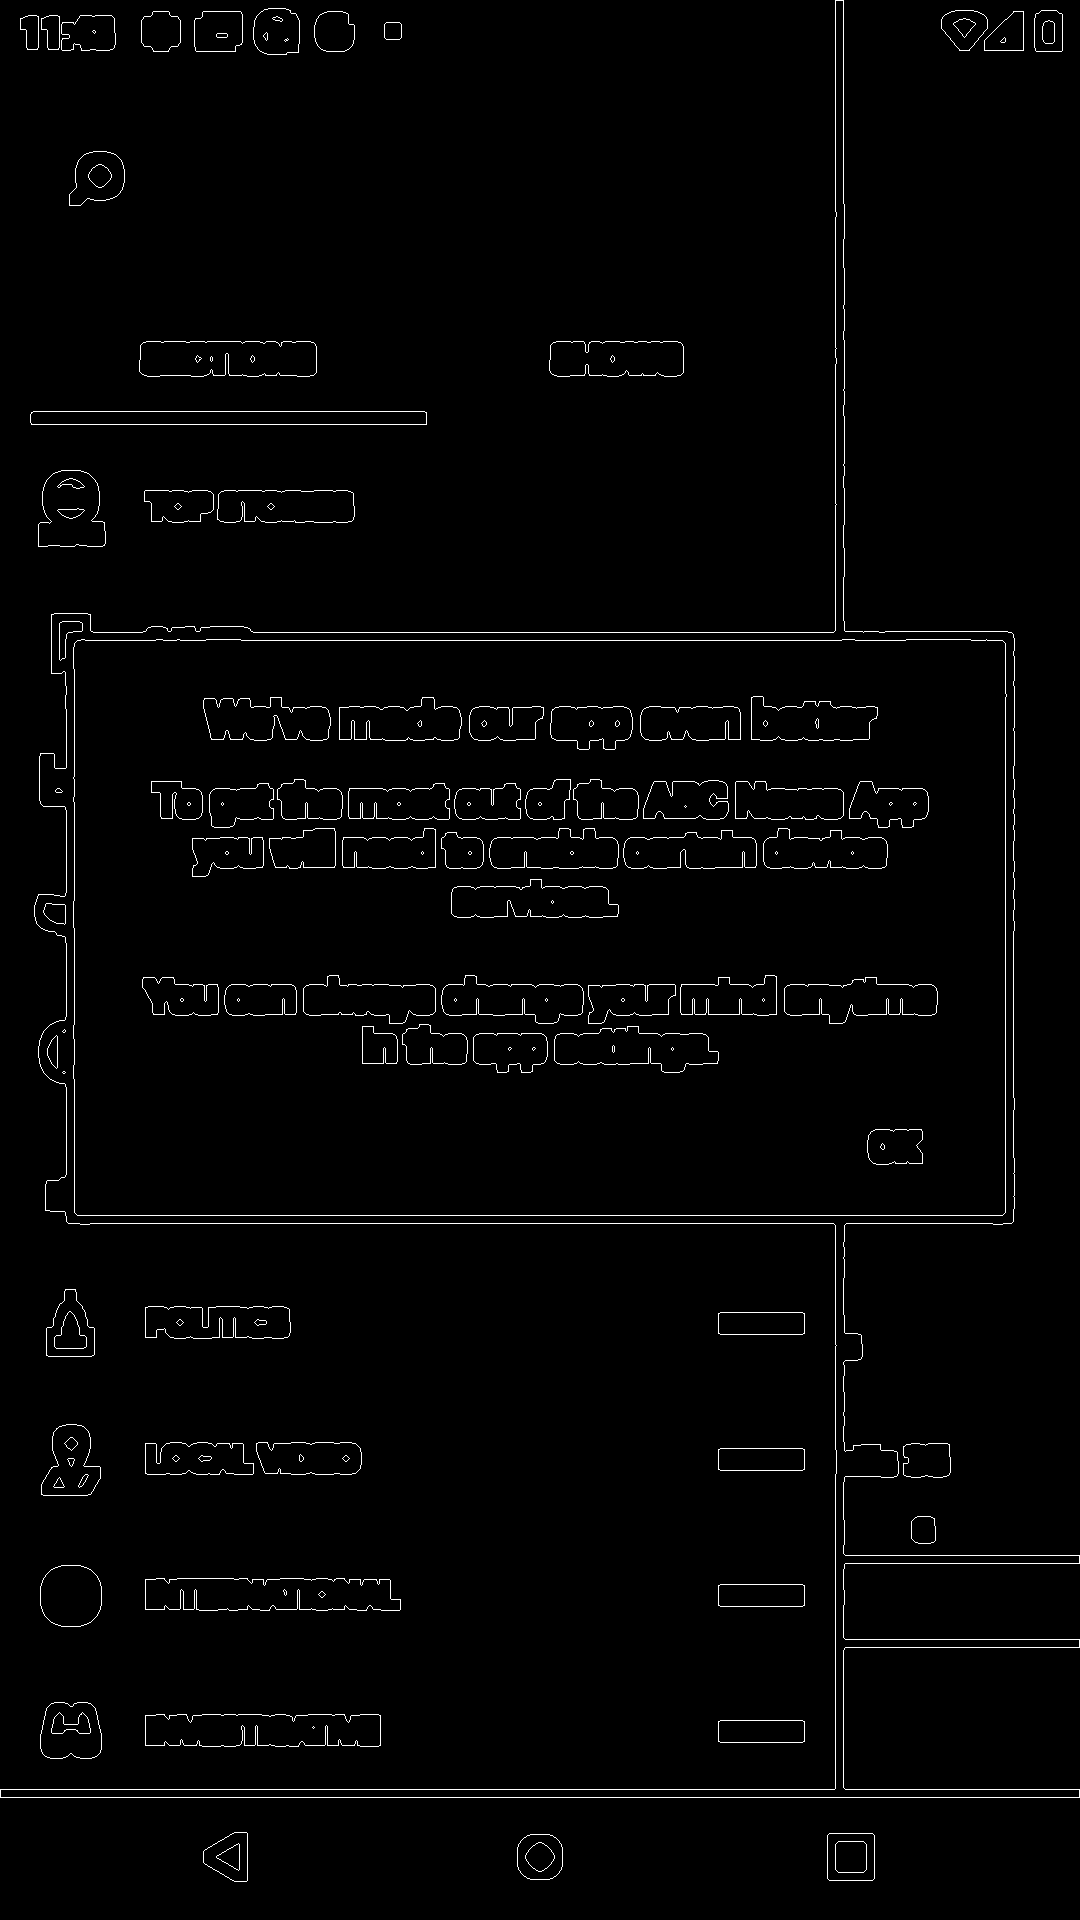 SECTIONS
SHOWS
TOP STORIES
We've made our app even better
To get the most out of the ABC News App
you will need to enable certain device
services.
You can always change your mind anytime
in the app settings.
OK
POLITICS
LOCAL VIDEO
INTERNATIONAL
INVESTIGATIVE